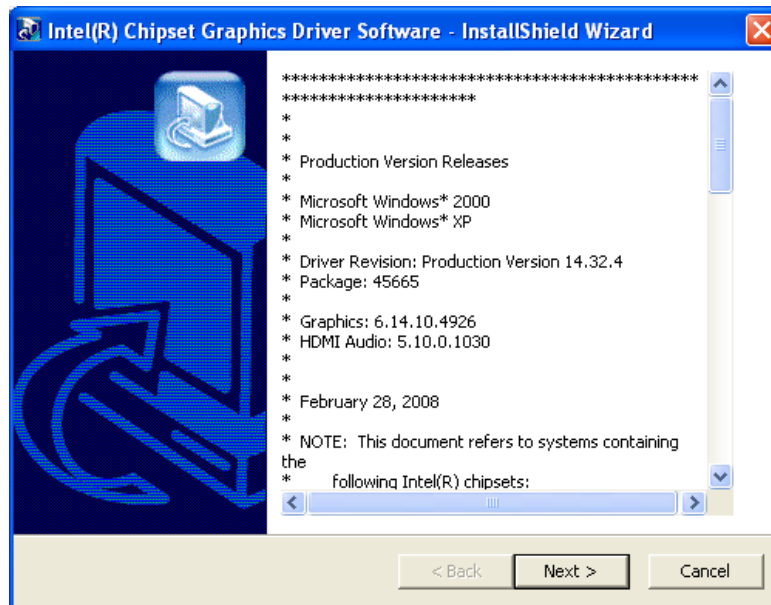 Intel(R) Chipset Graphics Driver Software - InstallShield Wizard
*********************************************
*********************
*
*
* Production Version Releases
*
* Microsoft Windows* 2000
* Microsoft Windows* XP
*
* Driver Revision: Production Version 14.32.4
* Package: 45665
*
* Graphics: 6.14.10.4926
* HDMI Audio: 5.10.0.1030
*
*
* February 28, 2008
*
* NOTE: This document refers to systems containing
the
* following Intel(R) chipsets:
< Back
Next >
Cancel